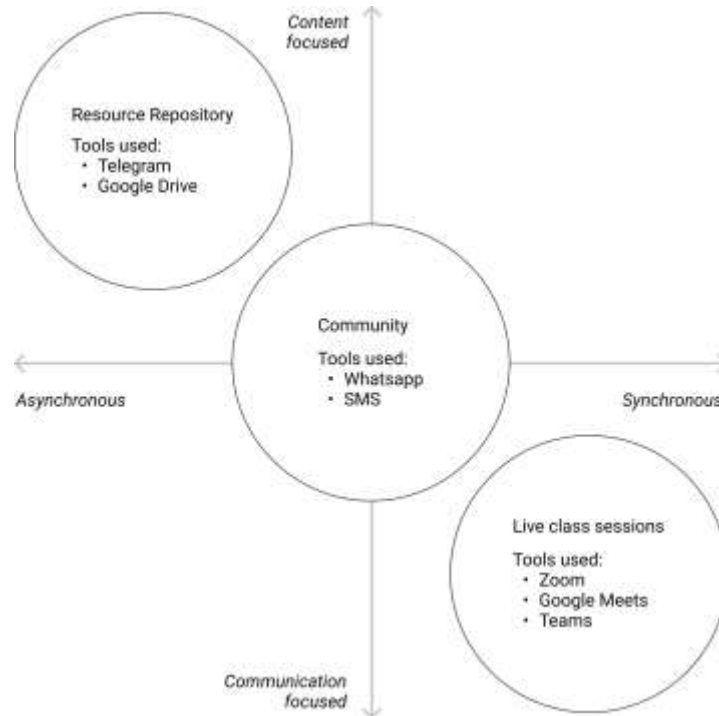 Content
focused
Resource Repository
Tools used:
• Telegram
• Google Drive
Community
Tools used:
• Whatsapp
• SMS
Asynchronous
Synchronous
Live class sessions
Tools used:
• Zoom
• Google Meets
• Teams
Communication
focused